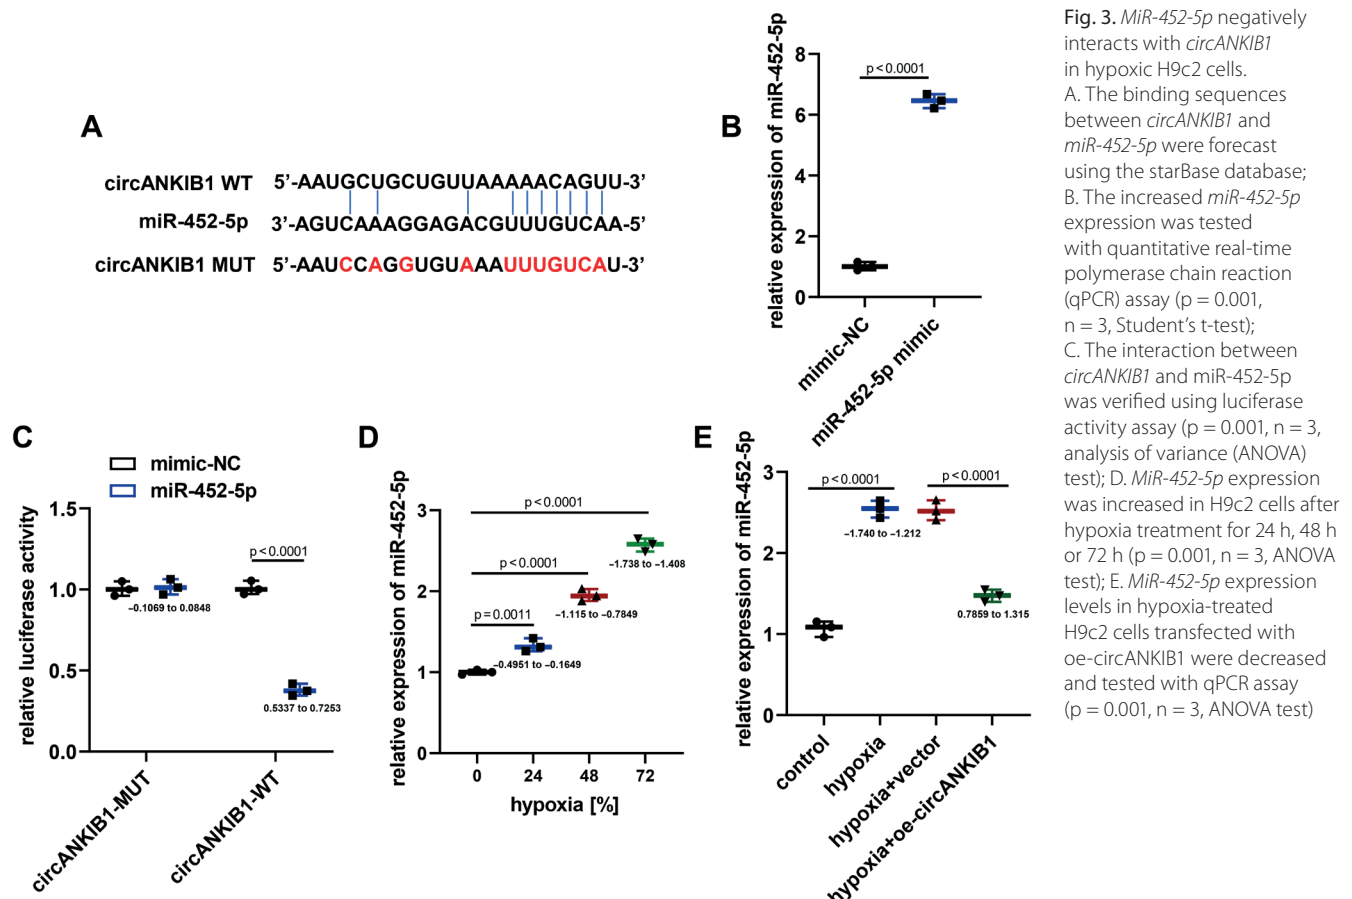 A
circANKIB1 WT 5’-AAUGCUGCUGUUAAAAACAGUU-3’
miR-452-5p 3’-AGUCAAAGGAGACGUUUGUCAA-5’
circANKIB1 MUT 5’-AAUCCAGGUGUAAAUUUGUCAU-3’
B
relative expression of miR-452-5p
8
6
4
2
0
p<0.0001
mimic-NC
miR-452-5p mimic
Fig. 3. MiR-452-5p negatively
interacts with circANKIB1
in hypoxic H9c2 cells.
A. The binding sequences
between circANKIB1 and
miR-452-5p were forecast
using the starBase database;
B. The increased miR-452-5p
expression was tested
with quantitative real-time
polymerase chain reaction
(qPCR) assay (p = 0.001,
n = 3, Student’s t-test);
C. The interaction between
circANKIB1 and miR-452-5p
was verified using luciferase
activity assay (p = 0.001, n = 3,
analysis of variance (ANOVA)
test); D. MiR-452-5p expression
was increased in H9c2 cells after
hypoxia treatment for 24 h, 48 h
or 72 h (p = 0.001, n = 3, ANOVA
test); E. MiR-452-5p expression
levels in hypoxia-treated
H9c2 cells transfected with
oe-circANKIB1 were decreased
and tested with qPCR assay
(p = 0.001, n = 3, ANOVA test)
C
mimic-NC
miR-452-5p
relative luciferase activity
1.5
1.0
0.5
0.0
p<0.0001
−0.1069 to 0.0848
0.5337 to 0.7253
circANKIB1-MUT
circANKIB1-WT
D
relative expression of miR-452-5p
3
2
1
0
p<0.0001
p<0.0001
p=0.0011
−1.738 to −1.408
−1.115 to −0.7849
−0.4951 to −0.1649
0 24 48 72
hypoxia [%]
E
relative expression of miR-452-5p
3
2
1
0
p<0.0001
p<0.0001
−1.740 to −1.212
0.7859 to 1.315
control
hypoxia
hypoxia+vector
hypoxia+oe-circANKIB1